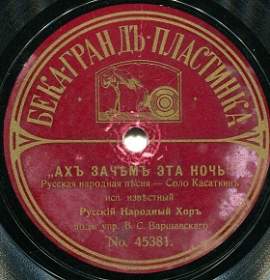 БЕКА-ГРАНДЪ-ПЛАСТИНКА
„АХЪ ЗАЧѢМЪ ЭТА НОЧЬ"
Русская народная пѣсня — Соло Касаткинъ
исп. извѣстный
Русскій Народный Хоръ
подъ упр. В. С. Варшавскаго
No. 45381.